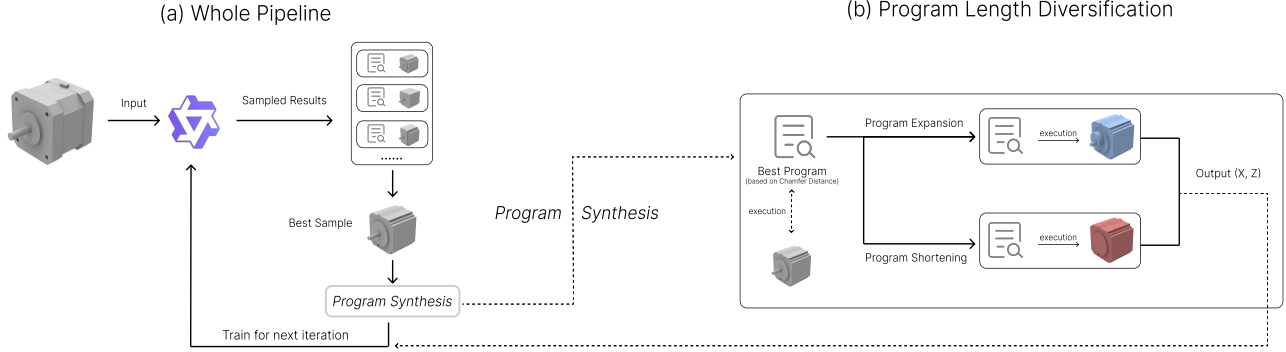 (a) Whole Pipeline
Input
Sampled Results
......
Best Sample
Program Synthesis
Train for next iteration
Program Synthesis
(b) Program Length Diversification
Best Program
(based on Chamfer Distance)
execution
Program Expansion
execution
Program Shortening
execution
Output (X, Z)